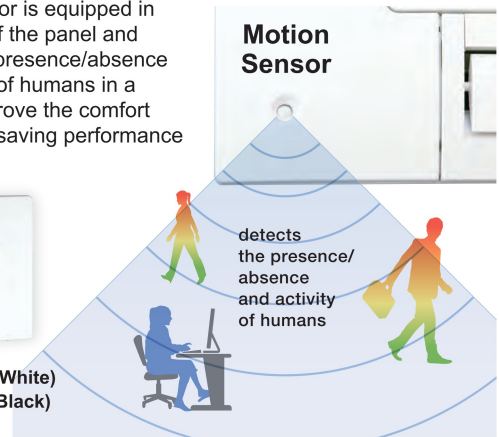 or is equipped in
f the panel and
presence/absence
of humans in a
rove the comfort
saving performance
Motion
Sensor
detects
the presence/
absence
and activity
of humans
White)
Black)